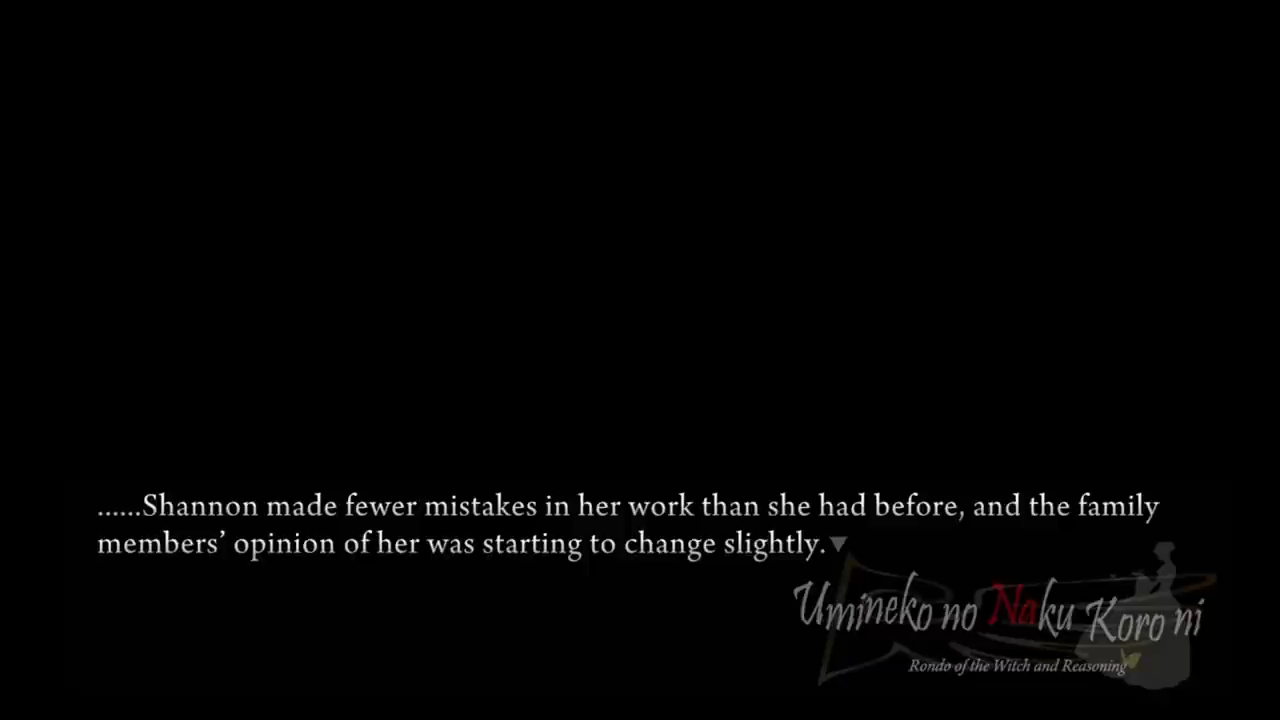 ......Shannon made fewer mistakes in her work than she had before, and the family
members’ opinion of her was starting to change slightly.▼
Umineko no Naku Koro ni
Rondo of the Witch and Reasoning